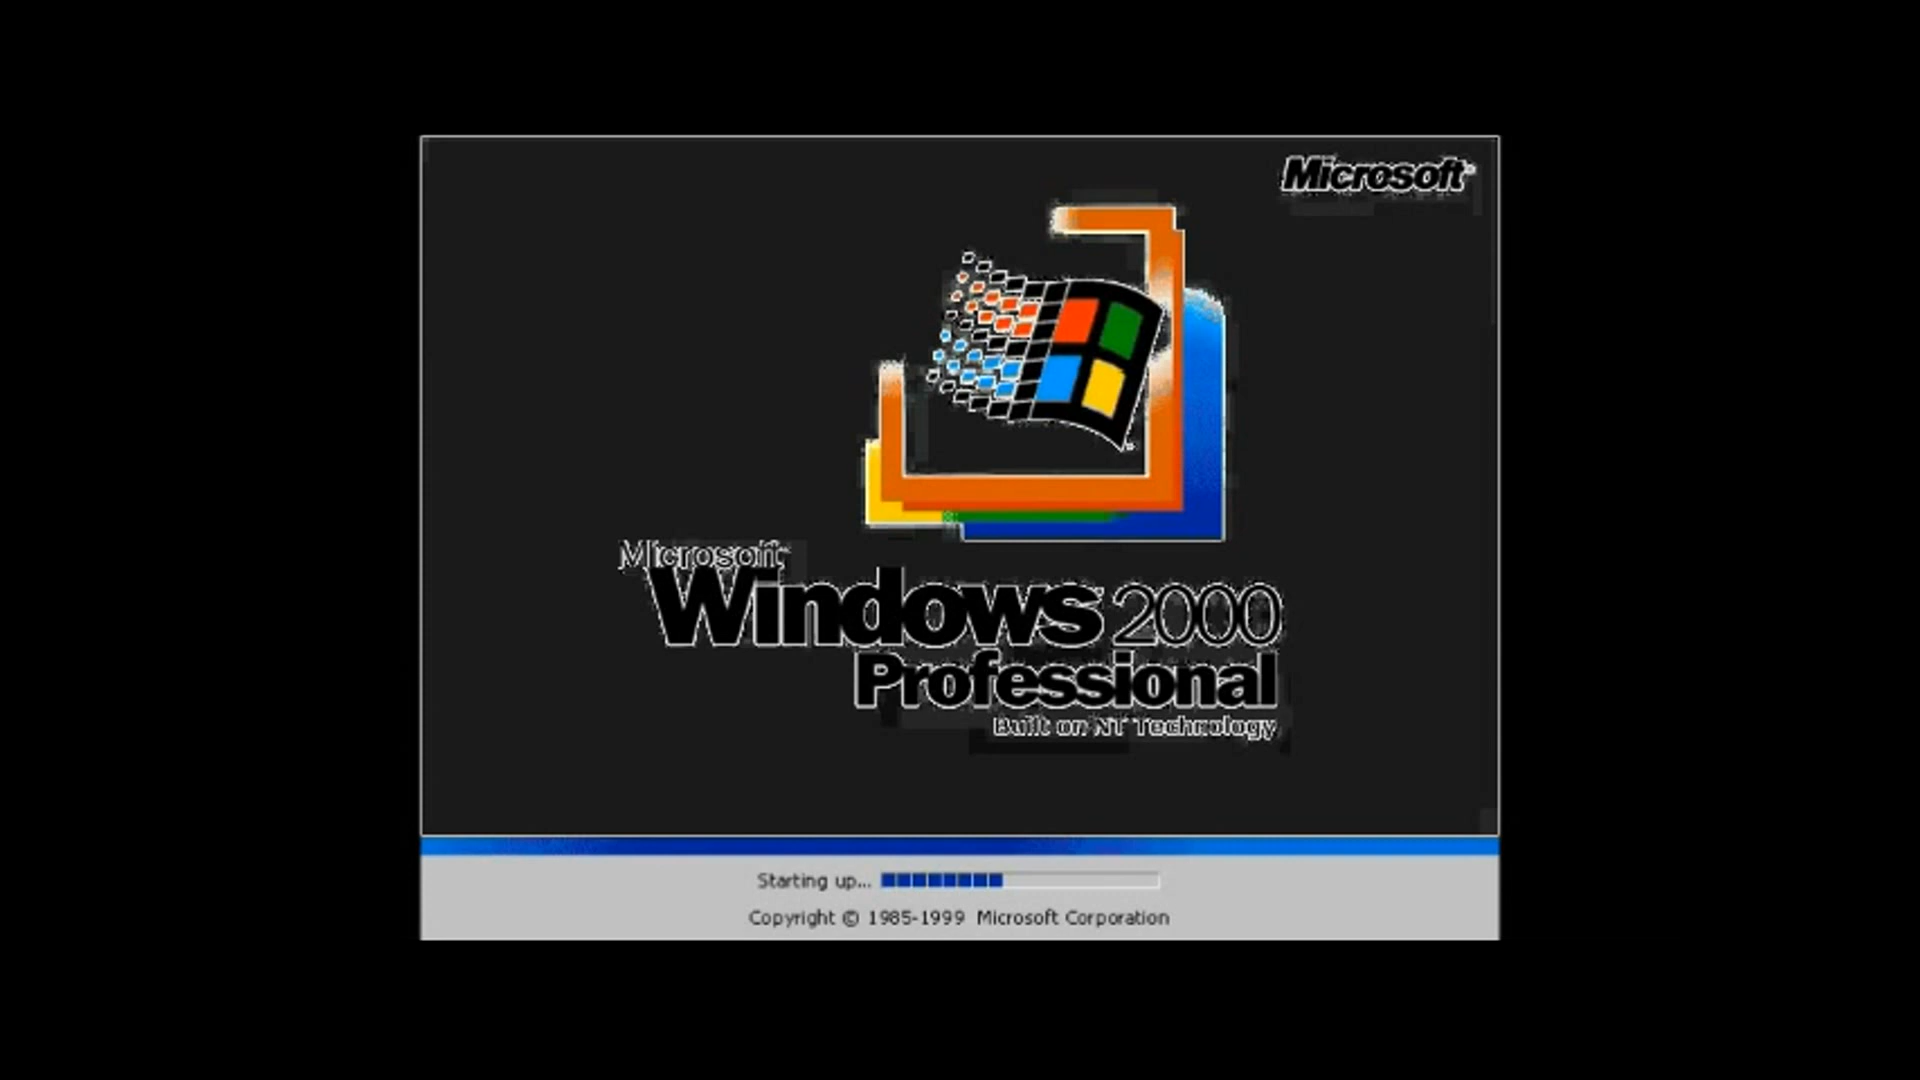 Microsoft
Microsoft
Windows 2000
Professional
Built on NT Technology
Starting up...
Copyright © 1985-1999 Microsoft Corporation